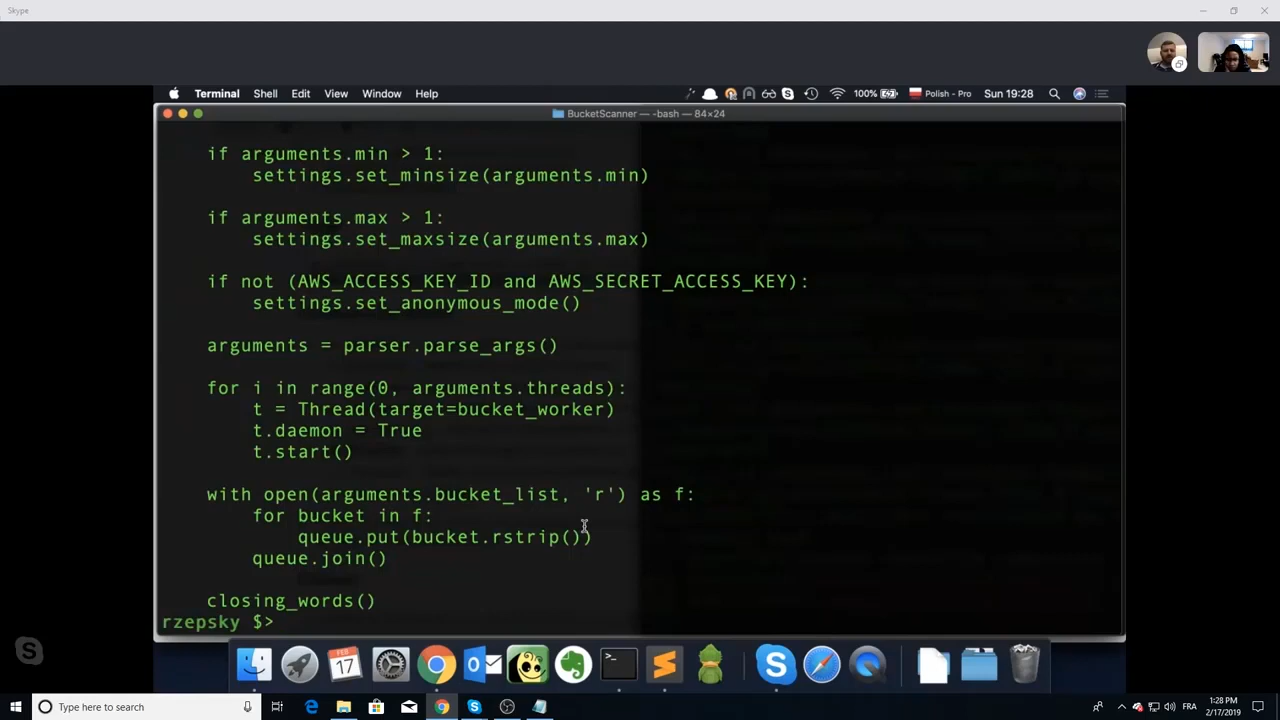 Skype
Terminal Shell Edit View Window Help 100% Polish - Pro Sun 19:28
BucketScanner — -bash — 84×24
if arguments.min > 1:
settings.set_minsize(arguments.min)
if arguments.max > 1:
settings.set_maxsize(arguments.max)
if not (AWS_ACCESS_KEY_ID and AWS_SECRET_ACCESS_KEY):
settings.set_anonymous_mode()
arguments = parser.parse_args()
for i in range(0, arguments.threads):
t = Thread(target=bucket_worker)
t.daemon = True
t.start()
with open(arguments.bucket_list, 'r') as f:
for bucket in f:
queue.put(bucket.rstrip())
queue.join()
closing_words()
rzepsky $>
FEB
17
Type here to search
FRA
1:28 PM
2/17/2019